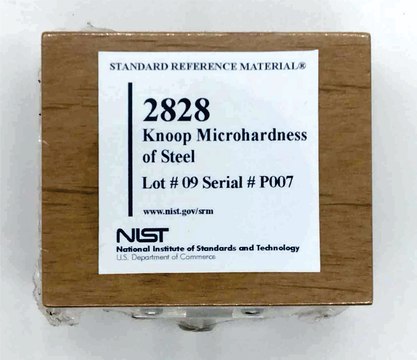 STANDARD REFERENCE MATERIAL®
2828
Knoop Microhardness
of Steel
Lot # 09 Serial # P007
www.nist.gov/srm
NIST
National Institute of Standards and Technology
U.S. Department of Commerce